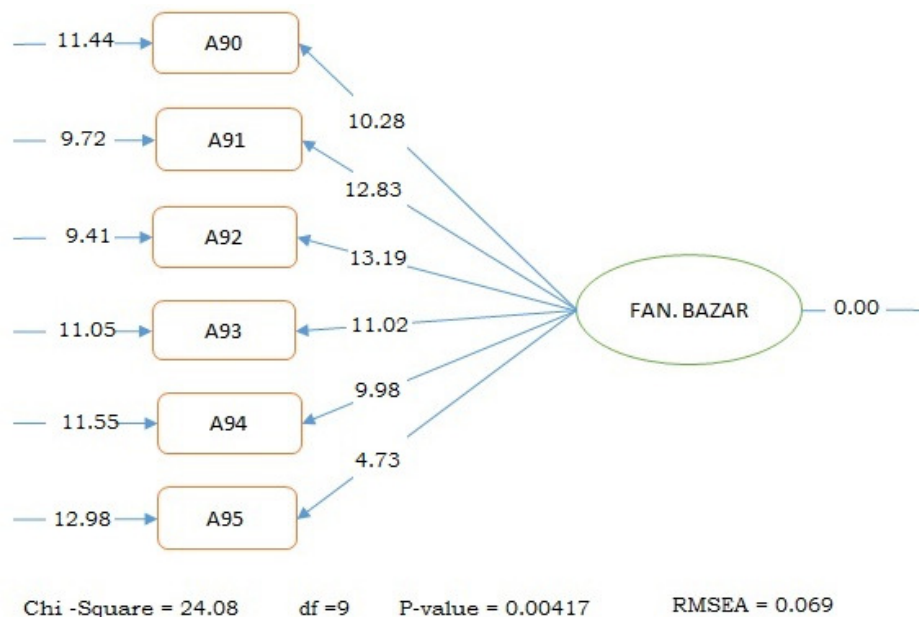 11.44 A90
10.28
9.72 A91
12.83
9.41 A92
13.19
FAN. BAZAR 0.00
11.05 A93 11.02
9.98
11.55 A94
4.73
12.98 A95
Chi -Square = 24.08 df =9 P-value = 0.00417 RMSEA = 0.069